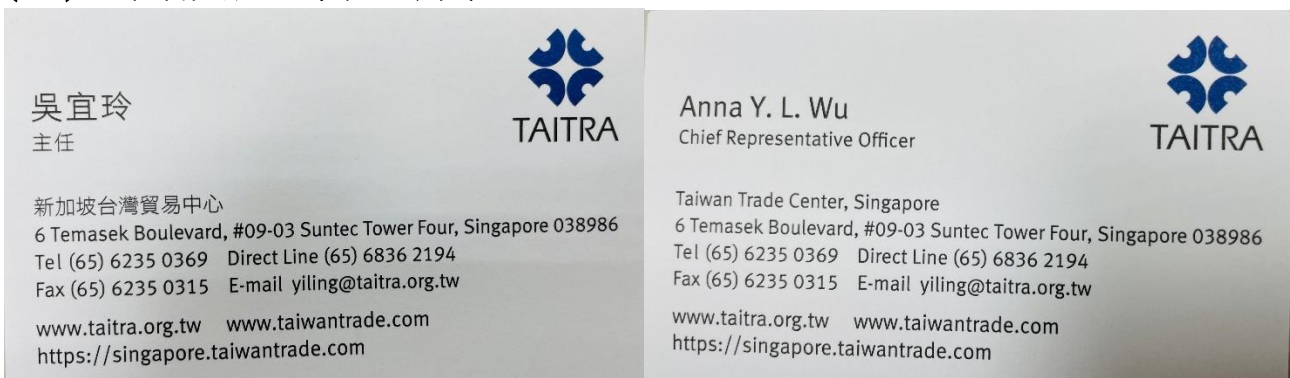 吳宜玲
主任
TAITRA
新加坡台灣貿易中心
6 Temasek Boulevard, #09-03 Suntec Tower Four, Singapore 038986
Tel (65) 6235 0369 Direct Line (65) 6836 2194
Fax (65) 6235 0315 E-mail yiling@taitra.org.tw
www.taitra.org.tw www.taiwantrade.com
https://singapore.taiwantrade.com
Anna Y. L. Wu
Chief Representative Officer
TAITRA
Taiwan Trade Center, Singapore
6 Temasek Boulevard, #09-03 Suntec Tower Four, Singapore 038986
Tel (65) 6235 0369 Direct Line (65) 6836 2194
Fax (65) 6235 0315 E-mail yiling@taitra.org.tw
www.taitra.org.tw www.taiwantrade.com
https://singapore.taiwantrade.com